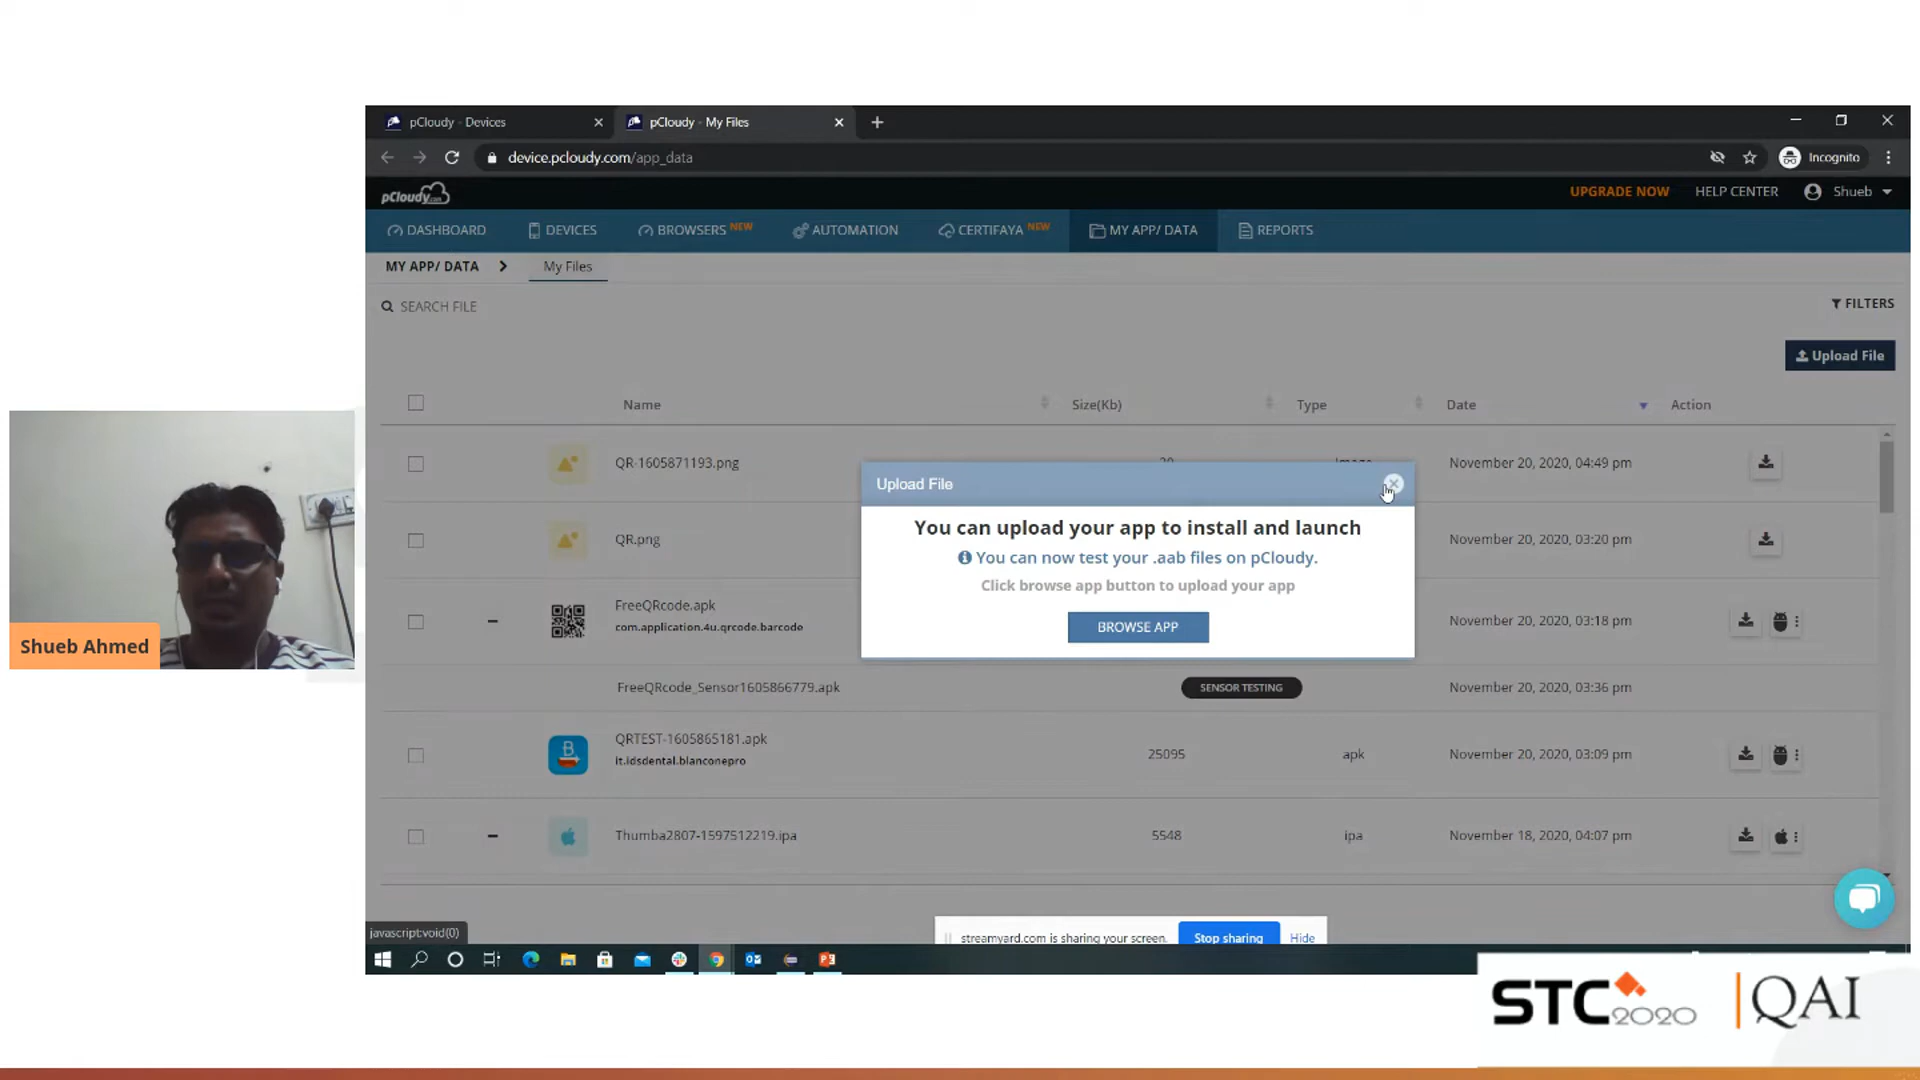 pCloudy - Devices
pCloudy - My Files
device.pcloudy.com/app_data
Incognito
pCloudy.com
UPGRADE NOW
HELP CENTER
Shueb
DASHBOARD
DEVICES
BROWSERS NEW
AUTOMATION
CERTIFAYA NEW
MY APP/ DATA
REPORTS
MY APP/ DATA
My Files
SEARCH FILE
FILTERS
Upload File
Name
Size(Kb)
Type
Date
Action
QR-1605871193.png
November 20, 2020, 04:49 pm
Upload File
You can upload your app to install and launch
You can now test your .aab files on pCloudy.
Click browse app button to upload your app
BROWSE APP
QR.png
November 20, 2020, 03:20 pm
FreeQRcode.apk
com.application.4u.qrcode.barcode
November 20, 2020, 03:18 pm
FreeQRcode_Sensor1605866779.apk
SENSOR TESTING
November 20, 2020, 03:36 pm
QRTEST-1605865181.apk
it.idsdental.blanconepro
25095
apk
November 20, 2020, 03:09 pm
Thumba2807-1597512219.ipa
5548
ipa
November 18, 2020, 04:07 pm
javascript:void(0)
streamyard.com is sharing your screen.
Stop sharing
Hide
Shueb Ahmed
STC
2020
QAI